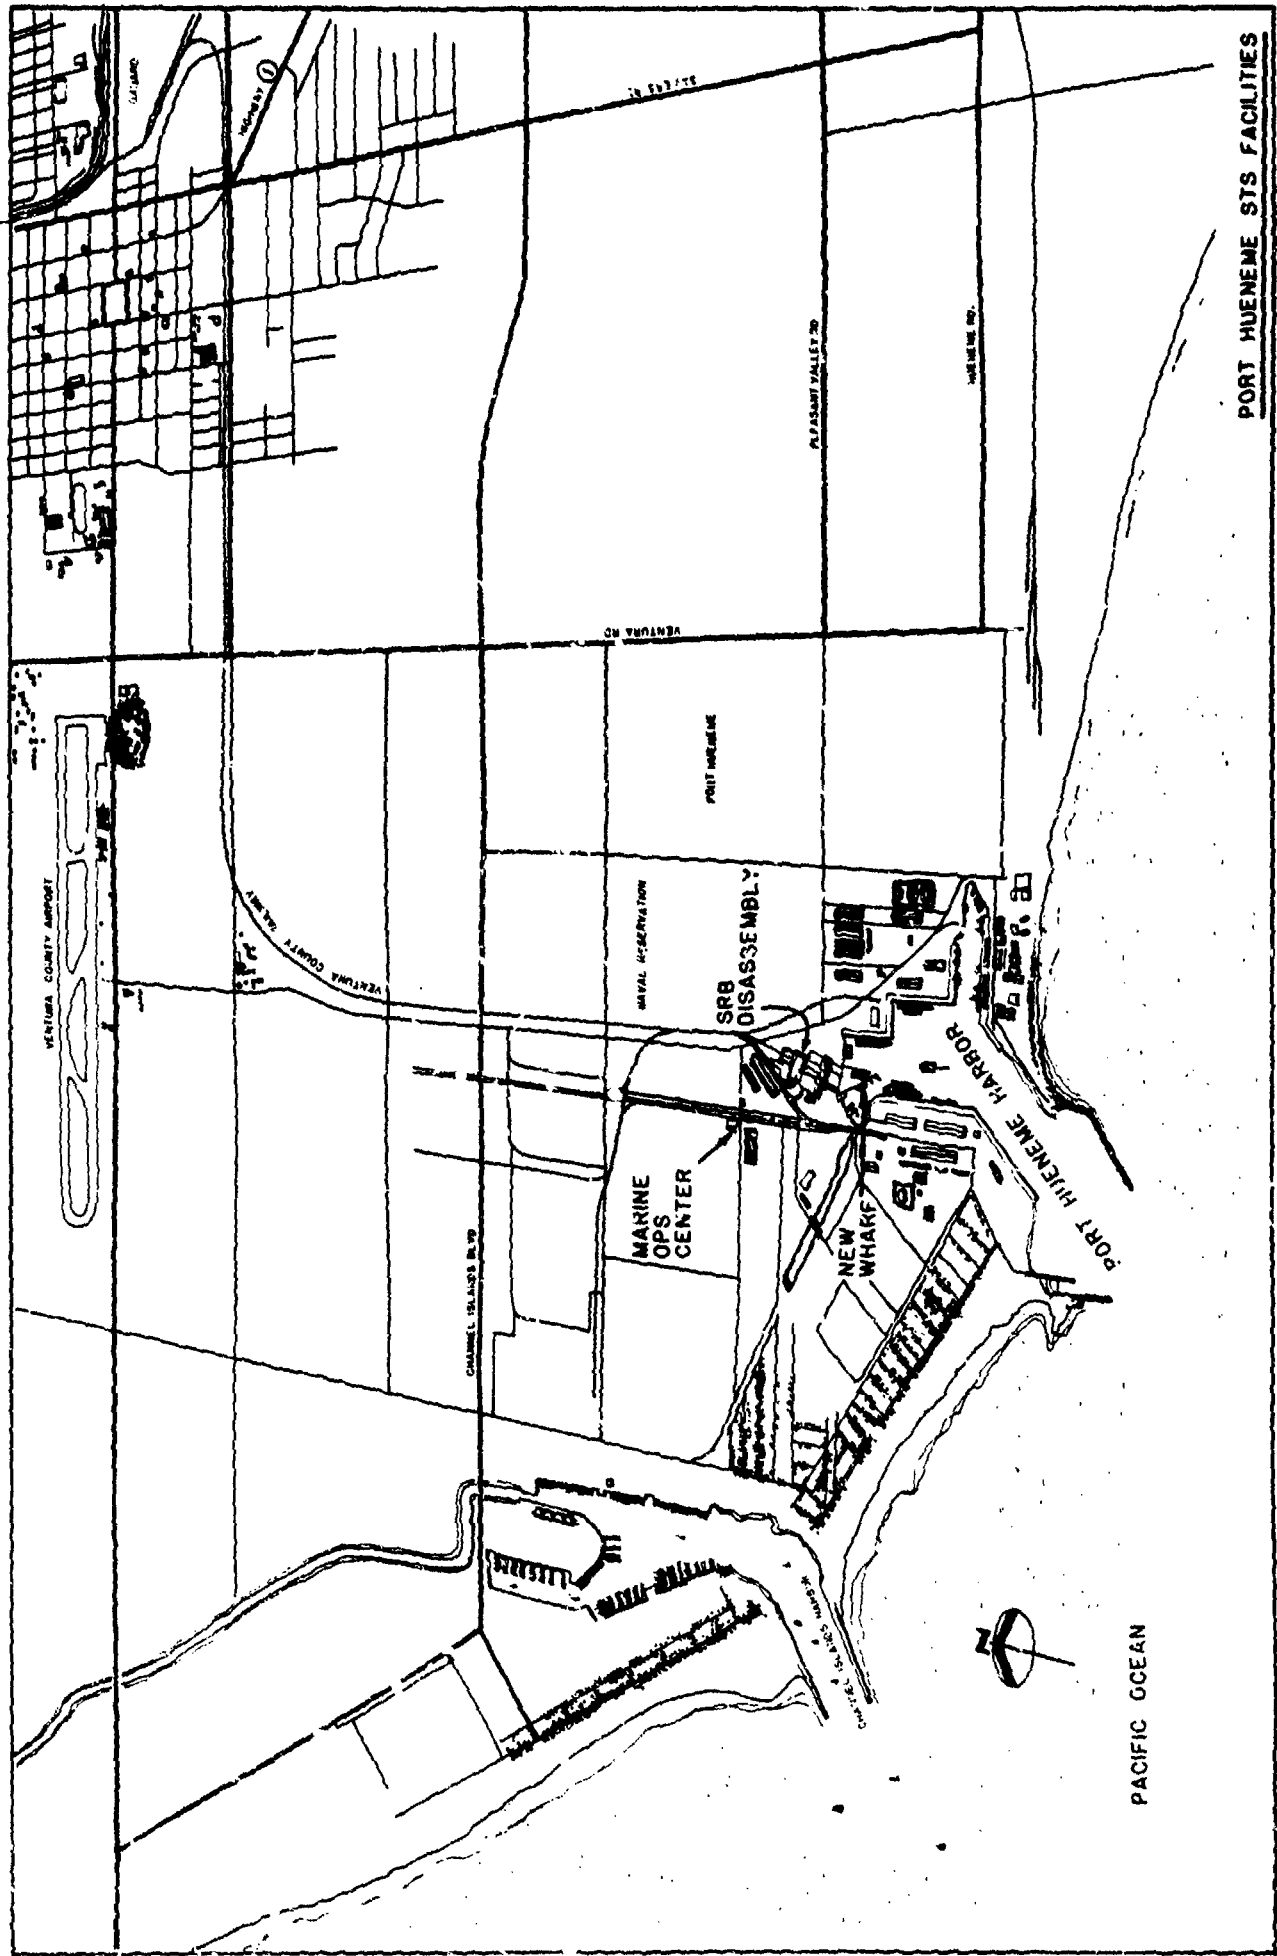 PORT HUENEME STS FACILITIES
OXNARD
HIGHWAY 1
VENTURA COUNTY AIRPORT
VENTURA COUNTY RAILWAY
VENTURA RD
PLEASANT VALLEY RD
HUENEME RD.
PORT HUENEME
NAVAL RESERVATION
SRB
DISASSEMBLY
MARINE
OPS
CENTER
NEW
WHARF
CHANNEL ISLANDS BLVD
PORT HUENEME HARBOR
CHANNEL ISLANDS HARBOR
N
PACIFIC OCEAN